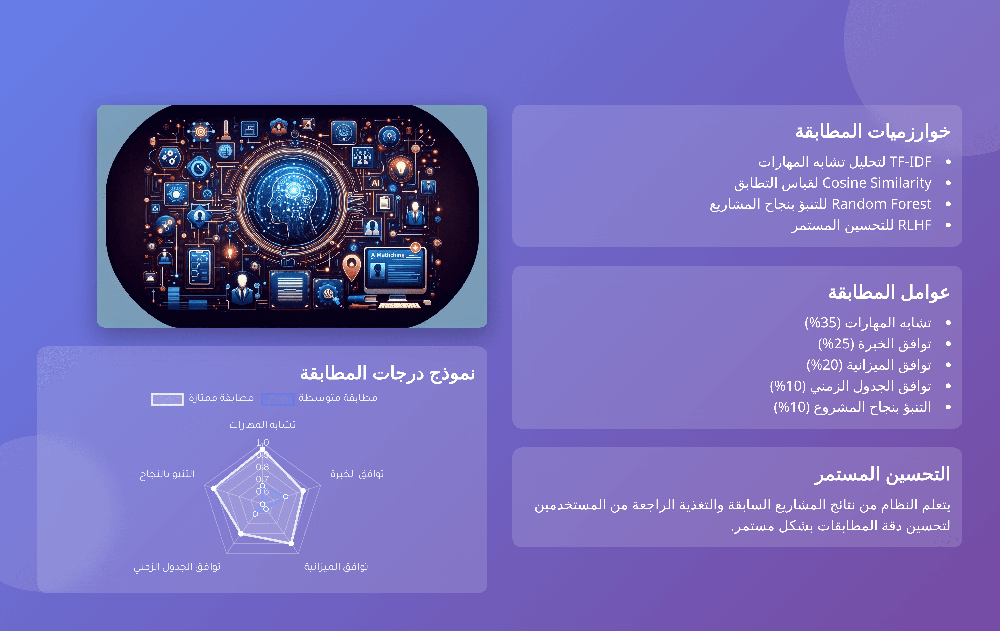 خوارزميات المطابقة
TF-IDF لتحليل تشابه المهارات
Cosine Similarity لقياس التطابق
Random Forest للتنبؤ بنجاح المشاريع
RLHF للتحسين المستمر
عوامل المطابقة
تشابه المهارات (35%)
توافق الخبرة (25%)
توافق الميزانية (20%)
توافق الجدول الزمني (10%)
التنبؤ بنجاح المشروع (10%)
التحسين المستمر
يتعلم النظام من نتائج المشاريع السابقة والتغذية الراجعة من المستخدمين
لتحسين دقة المطابقات بشكل مستمر.
AI
A Mathching
نموذج درجات المطابقة
مطابقة متوسطة
مطابقة ممتازة
تشابه المهارات
1.0
0.9
0.8
0.7
0.6
توافق الخبرة
التنبؤ بالنجاح
توافق الميزانية
توافق الجدول الزمني